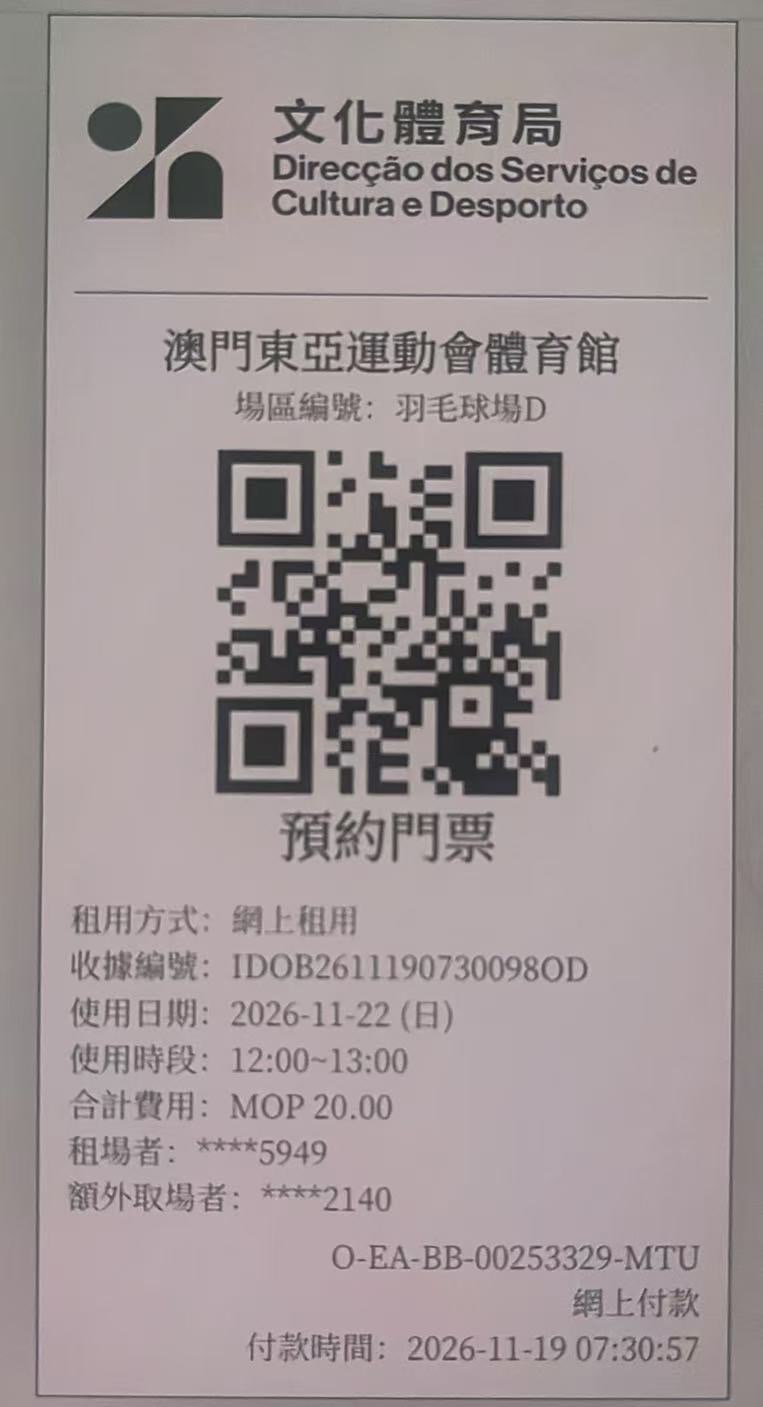 文化體育局
Direcção dos Serviços de
Cultura e Desporto
澳門東亞運動會體育館
場區編號：羽毛球場D
預約門票
租用方式：網上租用
收據編號：IDOB2611190730098OD
使用日期：2026-11-22 (日)
使用時段：12:00~13:00
合計費用：MOP 20.00
租場者：****5949
額外取場者：****2140
O-EA-BB-00253329-MTU
網上付款
付款時間：2026-11-19 07:30:57